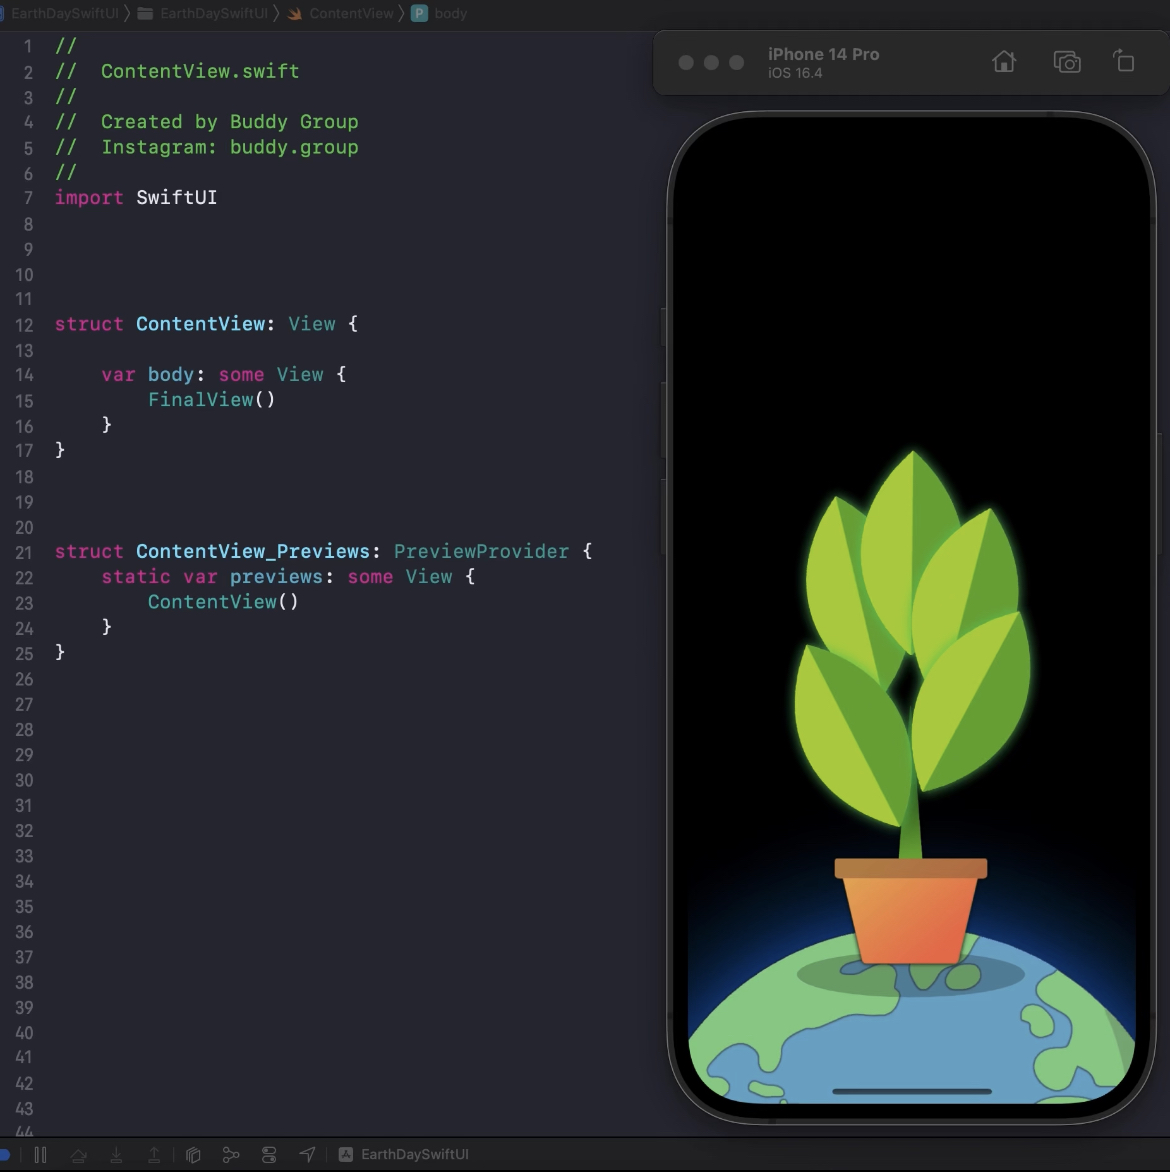 EarthDaySwiftUI EarthDaySwiftUI ContentView P body
1 //
2 //  ContentView.swift
3 //
4 //  Created by Buddy Group
5 //  Instagram: buddy.group
6 //
7 import SwiftUI
8
9
10
11
12 struct ContentView: View {
13
14     var body: some View {
15         FinalView()
16     }
17 }
18
19
20
21 struct ContentView_Previews: PreviewProvider {
22     static var previews: some View {
23         ContentView()
24     }
25 }
26
27
28
29
30
31
32
33
34
35
36
37
38
39
40
41
42
43
44
iPhone 14 Pro
iOS 16.4
EarthDaySwiftUI